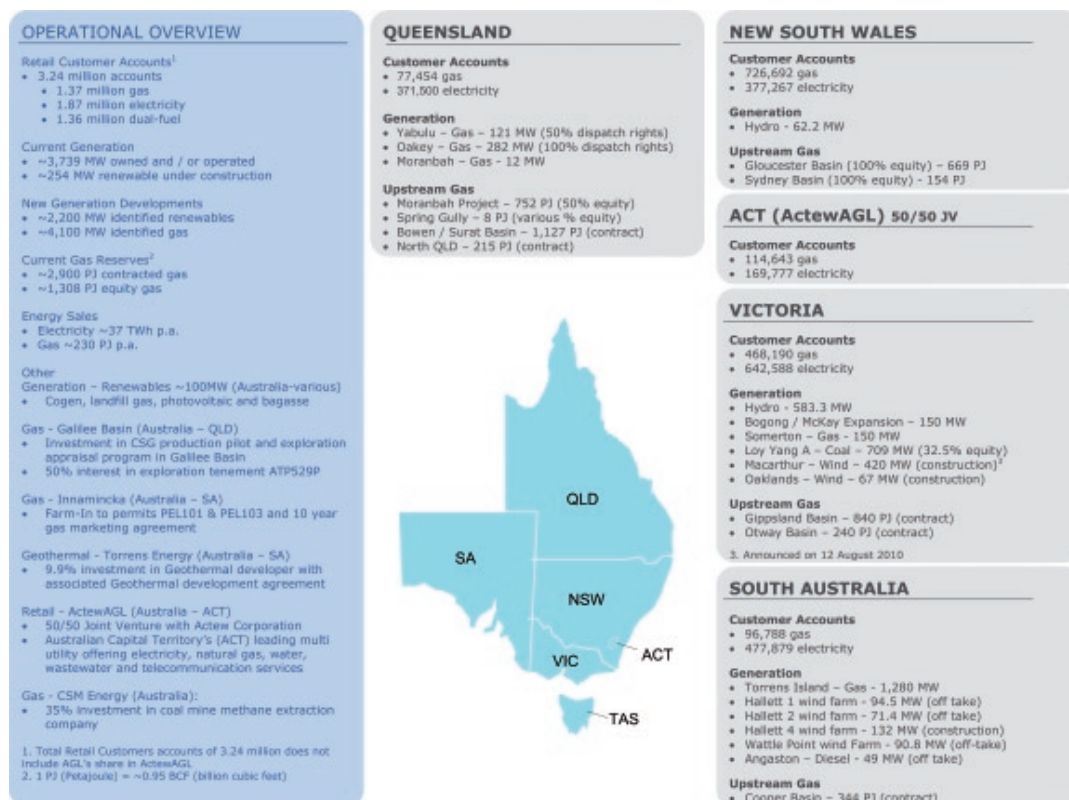 OPERATIONAL OVERVIEW
Retail Customer Accounts1
• 3.24 million accounts
• 1.37 million gas
• 1.87 million electricity
• 1.36 million dual-fuel
Current Generation
• ~3,739 MW owned and / or operated
• ~254 MW renewable under construction
New Generation Developments
• ~2,200 MW identified renewables
• ~4,100 MW identified gas
Current Gas Reserves2
• ~2,900 PJ contracted gas
• ~1,308 PJ equity gas
Energy Sales
• Electricity ~37 TWh p.a.
• Gas ~230 PJ p.a.
Other
Generation – Renewables ~100MW (Australia-various)
• Cogen, landfill gas, photovoltaic and bagasse
Gas - Galilee Basin (Australia – QLD)
• Investment in CSG production pilot and exploration
appraisal program in Galilee Basin
• 50% interest in exploration tenement ATP529P
Gas - Innamincka (Australia – SA)
• Farm-In to permits PEL101 & PEL103 and 10 year
gas marketing agreement
Geothermal - Torrens Energy (Australia – SA)
• 9.9% investment in Geothermal developer with
associated Geothermal development agreement
Retail - ActewAGL (Australia – ACT)
• 50/50 Joint Venture with Actew Corporation
• Australian Capital Territory's (ACT) leading multi
utility offering electricity, natural gas, water,
wastewater and telecommunication services
Gas - CSM Energy (Australia):
• 35% investment in coal mine methane extraction
company
1. Total Retail Customers accounts of 3.24 million does not
include AGL's share in ActewAGL
2. 1 PJ (Petajoule) = ~0.95 BCF (billion cubic feet)
QUEENSLAND
Customer Accounts
• 77,454 gas
• 371,500 electricity
Generation
• Yabulu – Gas – 121 MW (50% dispatch rights)
• Oakey – Gas – 282 MW (100% dispatch rights)
• Moranbah – Gas - 12 MW
Upstream Gas
• Moranbah Project – 752 PJ (50% equity)
• Spring Gully – 8 PJ (various % equity)
• Bowen / Surat Basin – 1,127 PJ (contract)
• North QLD – 215 PJ (contract)
QLD
SA
NSW
ACT
VIC
TAS
NEW SOUTH WALES
Customer Accounts
• 726,692 gas
• 377,267 electricity
Generation
• Hydro - 62.2 MW
Upstream Gas
• Gloucester Basin (100% equity) – 669 PJ
• Sydney Basin (100% equity) - 154 PJ
ACT (ActewAGL) 50/50 JV
Customer Accounts
• 114,643 gas
• 169,777 electricity
VICTORIA
Customer Accounts
• 468,190 gas
• 642,588 electricity
Generation
• Hydro - 583.3 MW
• Bogong / McKay Expansion – 150 MW
• Somerton – Gas - 150 MW
• Loy Yang A – Coal – 709 MW (32.5% equity)
• Macarthur – Wind – 420 MW (construction)3
• Oaklands – Wind – 67 MW (construction)
Upstream Gas
• Gippsland Basin – 840 PJ (contract)
• Otway Basin – 240 PJ (contract)
3. Announced on 12 August 2010
SOUTH AUSTRALIA
Customer Accounts
• 96,788 gas
• 477,879 electricity
Generation
• Torrens Island – Gas - 1,280 MW
• Hallett 1 wind farm - 94.5 MW (off take)
• Hallett 2 wind farm - 71.4 MW (off take)
• Hallett 4 wind farm - 132 MW (construction)
• Wattle Point wind Farm - 90.8 MW (off-take)
• Angaston – Diesel - 49 MW (off take)
Upstream Gas
• Cooper Basin – 344 PJ (contract)